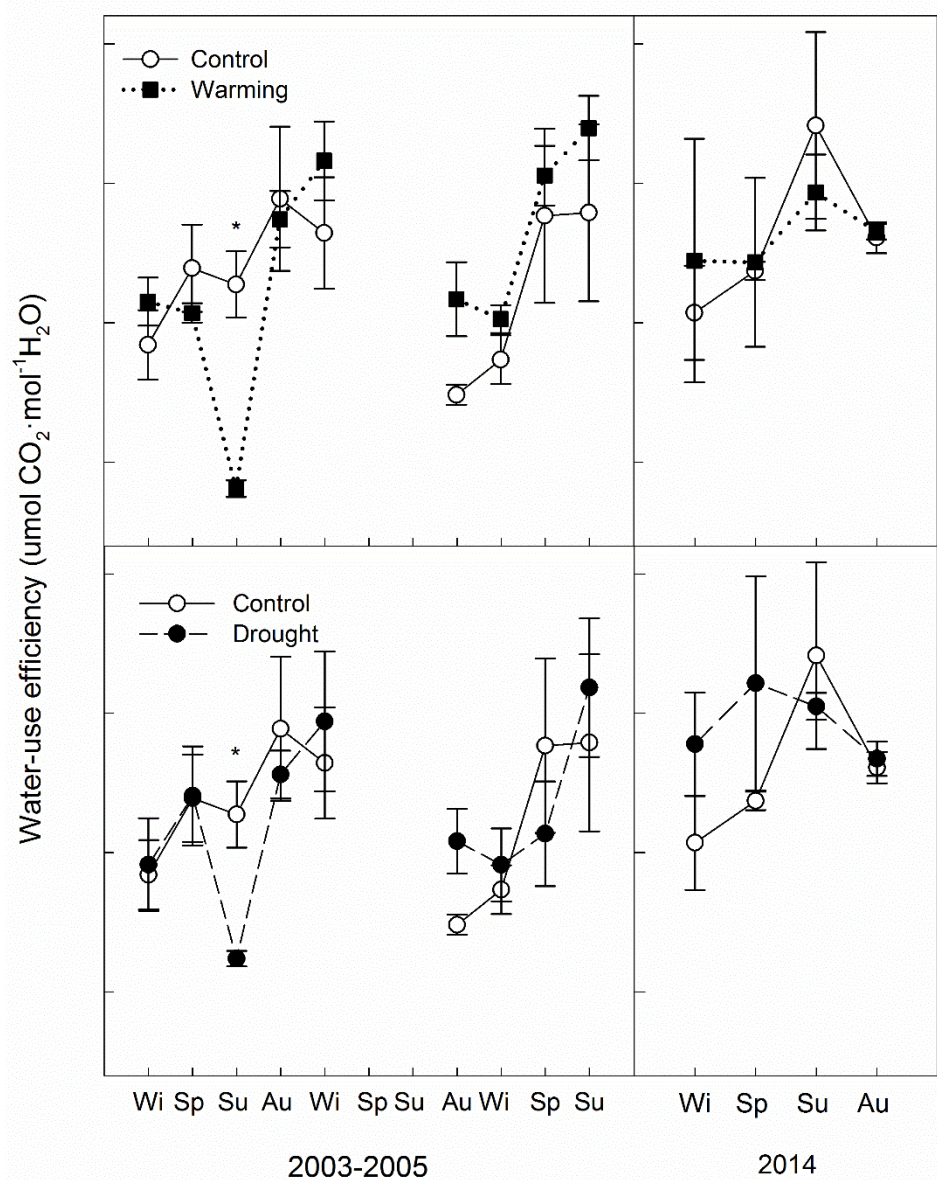 Control
Warming
*
Water-use efficiency (umol CO₂·mol⁻¹H₂O)
Control
Drought
*
Wi Sp Su Au Wi Sp Su Au Wi Sp Su Wi Sp Su Au
2003-2005 2014